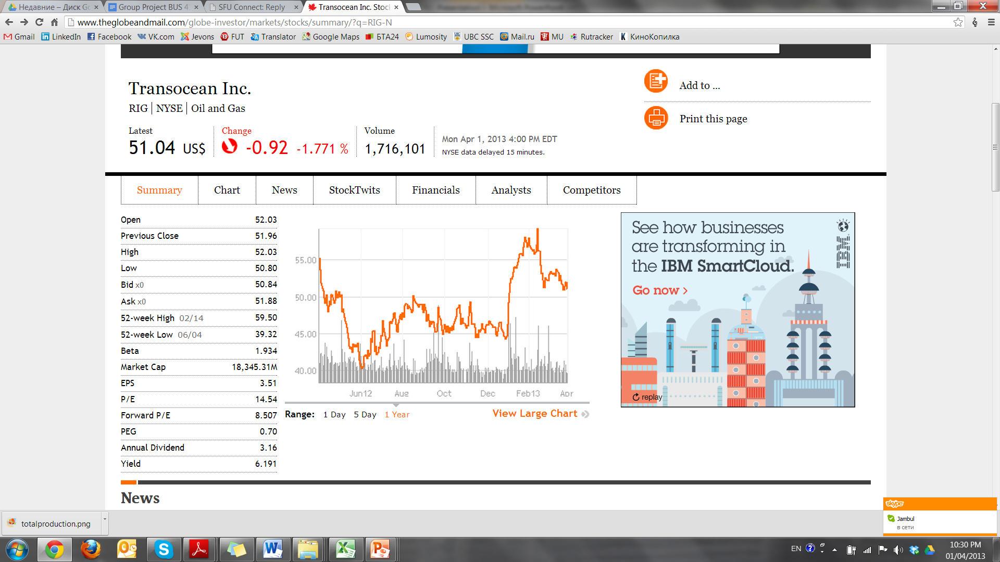 Недавние – Диск Go
Group Project BUS 4
SFU Connect: Reply
Transocean Inc. Stoc
www.theglobeandmail.com/globe-investor/markets/stocks/summary/?q=RIG-N
Gmail LinkedIn Facebook VK.com Jevons FUT Translator Google Maps БТА24 Lumosity UBC SSC Mail.ru MU Rutracker КиноКопилка
Transocean Inc.
RIG | NYSE | Oil and Gas
Add to ...
Print this page
Latest Change Volume
51.04 US$ -0.92 -1.771 % 1,716,101
Mon Apr 1, 2013 4:00 PM EDT
NYSE data delayed 15 minutes.
Summary Chart News StockTwits Financials Analysts Competitors
Open 52.03
Previous Close 51.96
High 52.03
Low 50.80
Bid x0 50.84
Ask x0 51.88
52-week High 02/14 59.50
52-week Low 06/04 39.32
Beta 1.934
Market Cap 18,345.31M
EPS 3.51
P/E 14.54
Forward P/E 8.507
PEG 0.70
Annual Dividend 3.16
Yield 6.191
55.00
50.00
45.00
40.00
Jun12 Aug Oct Dec Feb13 Apr
Range: 1 Day 5 Day 1 Year
View Large Chart
See how businesses
are transforming in
the IBM SmartCloud.
Go now >
IBM
replay
News
skype
Jambul
в сети
totalproduction.png
EN
10:30 PM
01/04/2013